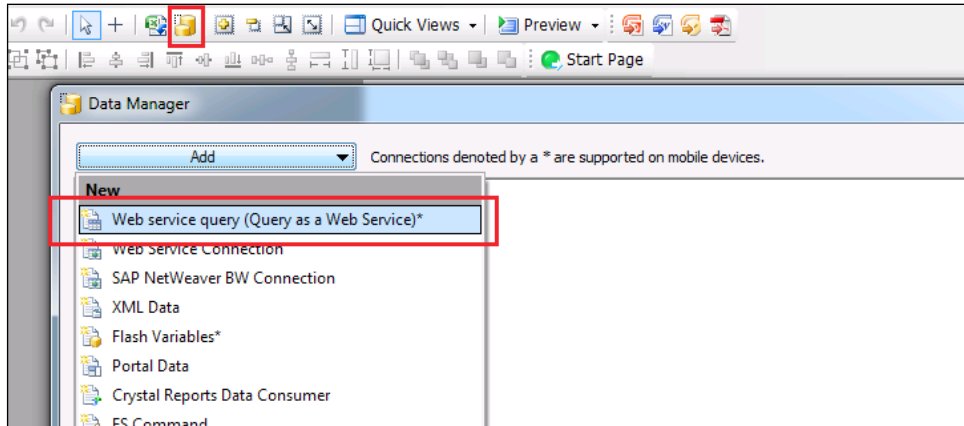 Quick Views Preview
Start Page
Data Manager
Add Connections denoted by a * are supported on mobile devices.
New
Web service query (Query as a Web Service)*
Web Service Connection
SAP NetWeaver BW Connection
XML Data
Flash Variables*
Portal Data
Crystal Reports Data Consumer
FS Command